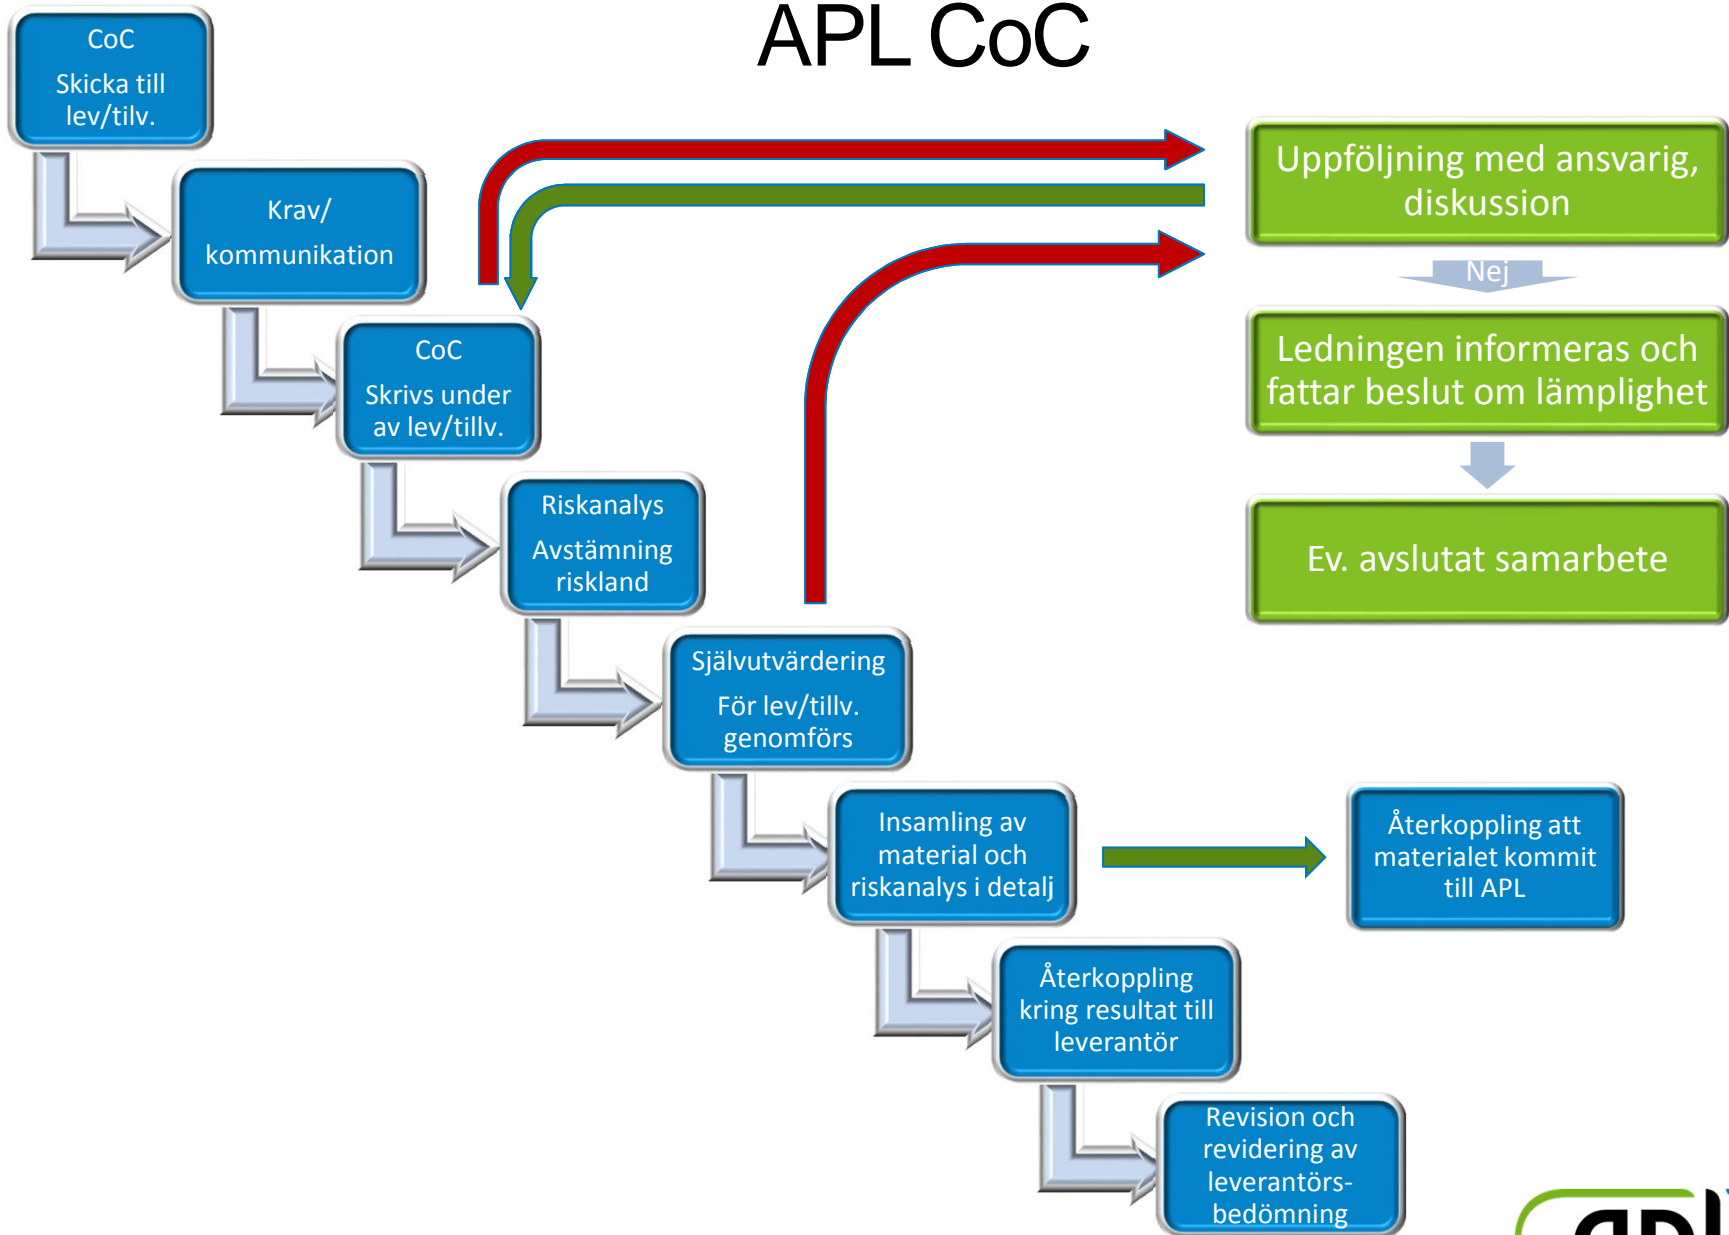 APL CoC
CoC
Skicka till
lev/tilv.
Krav/
kommunikation
CoC
Skrivs under
av lev/tillv.
Riskanalys
Avstämning
riskland
Självutvärdering
För lev/tillv.
genomförs
Insamling av
material och
riskanalys i detalj
Återkoppling
kring resultat till
leverantör
Revision och
revidering av
leverantörs-
bedömning
Uppföljning med ansvarig,
diskussion
Nej
Ledningen informeras och
fattar beslut om lämplighet
Ev. avslutat samarbete
Återkoppling att
materialet kommit
till APL
apl